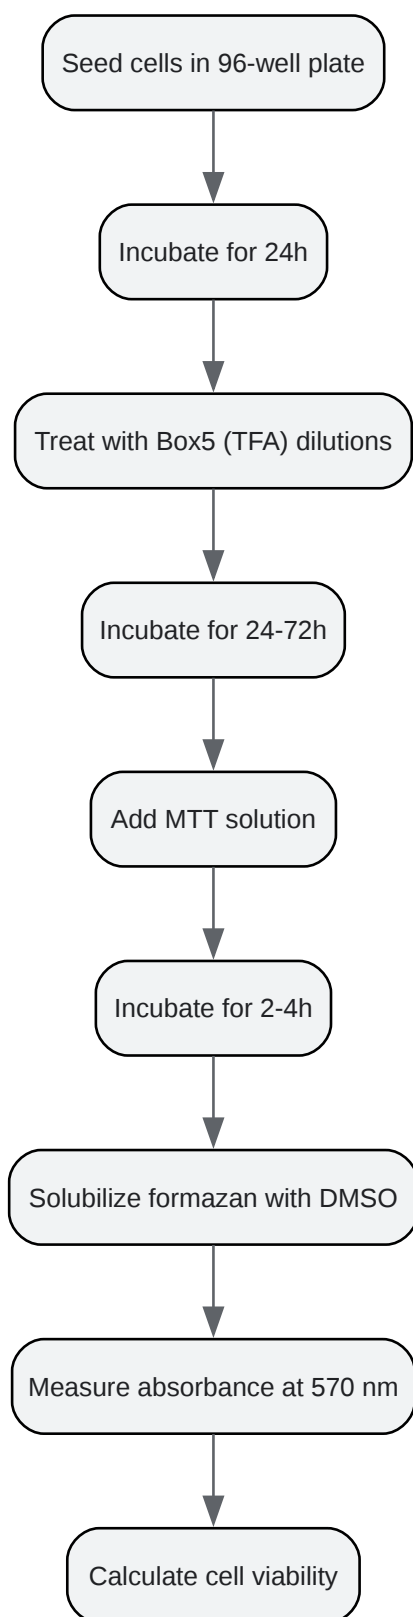 Seed cells in 96-well plate
Incubate for 24h
Treat with Box5 (TFA) dilutions
Incubate for 24-72h
Add MTT solution
Incubate for 2-4h
Solubilize formazan with DMSO
Measure absorbance at 570 nm
Calculate cell viability